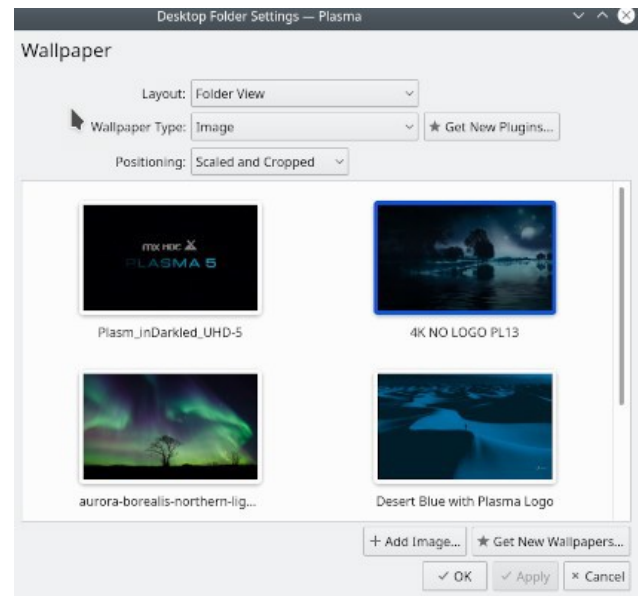 Desktop Folder Settings — Plasma
Wallpaper
Layout: Folder View
Wallpaper Type: Image ★ Get New Plugins...
Positioning: Scaled and Cropped
PLASMA 5
Plasm_inDarkled_UHD-5 4K NO LOGO PL13
aurora-borealis-northern-lig... Desert Blue with Plasma Logo
+ Add Image... ★ Get New Wallpapers...
✓ OK ✓ Apply × Cancel